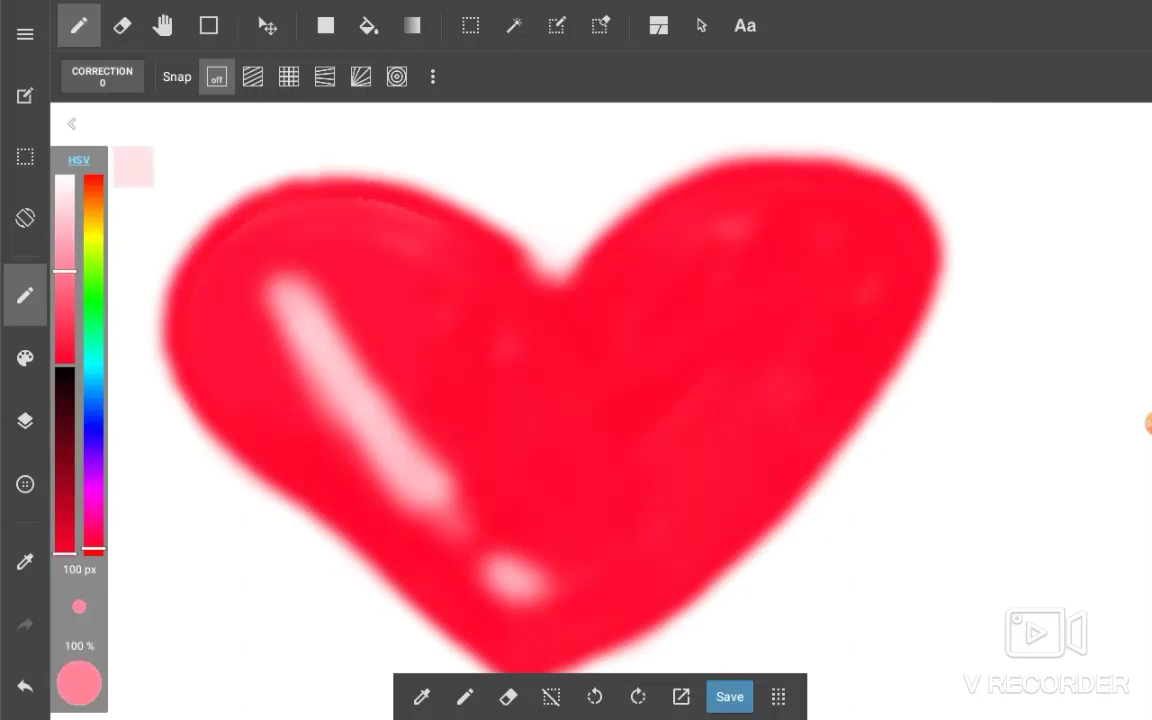 Aa
CORRECTION
0
Snap
off
HSV
100 px
100 %
Save
V RECORDER